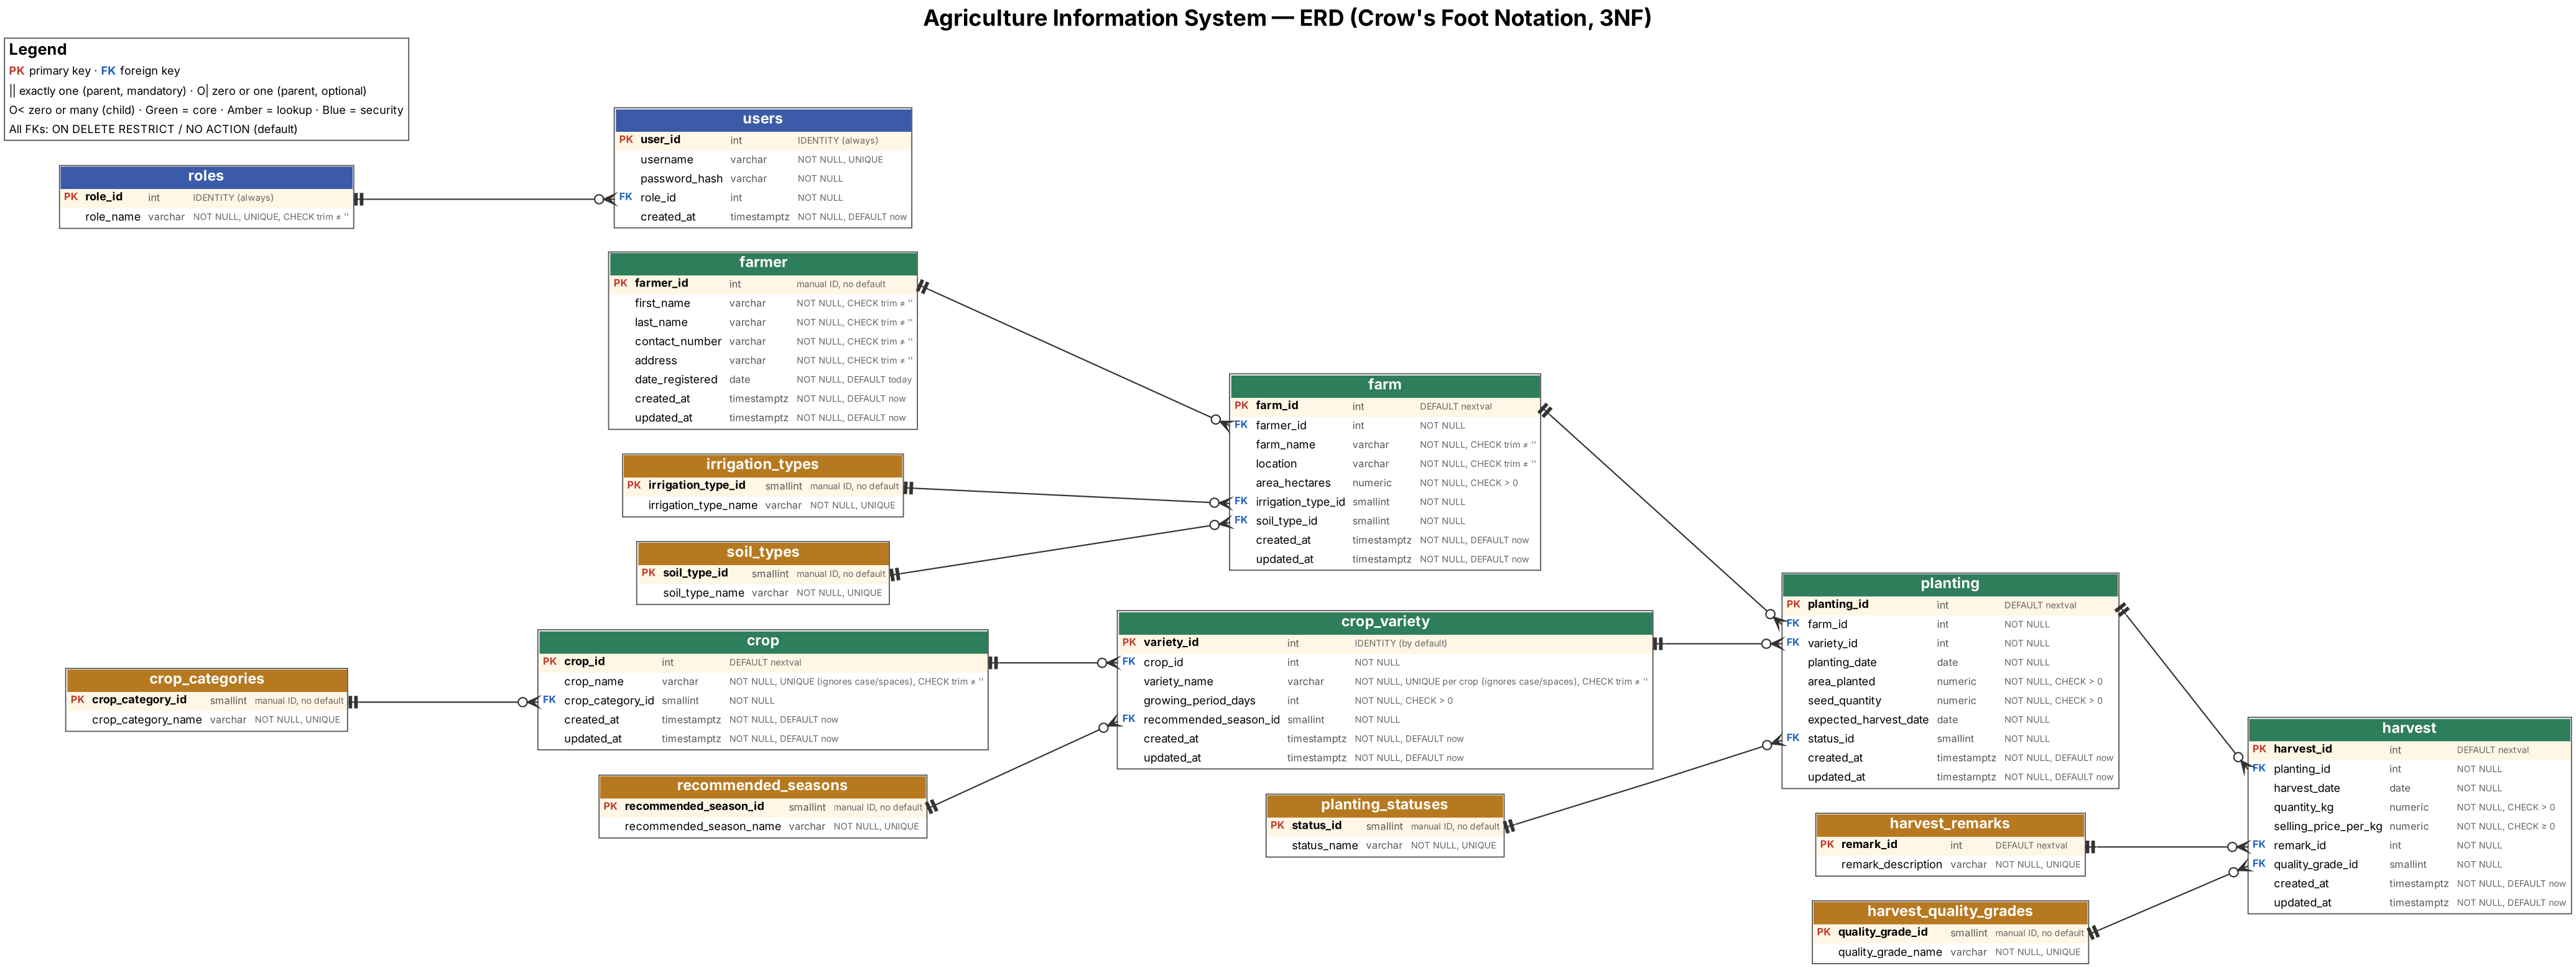 Agriculture Information System — ERD (Crow's Foot Notation, 3NF)
Legend
PK primary key · FK foreign key
|| exactly one (parent, mandatory) · O| zero or one (parent, optional)
O< zero or many (child) · Green = core · Amber = lookup · Blue = security
All FKs: ON DELETE RESTRICT / NO ACTION (default)
users
PK user_id int IDENTITY (always)
username varchar NOT NULL, UNIQUE
password_hash varchar NOT NULL
FK role_id int NOT NULL
created_at timestamptz NOT NULL, DEFAULT now
roles
PK role_id int IDENTITY (always)
role_name varchar NOT NULL, UNIQUE, CHECK trim ≠ ''
farmer
PK farmer_id int manual ID, no default
first_name varchar NOT NULL, CHECK trim ≠ ''
last_name varchar NOT NULL, CHECK trim ≠ ''
contact_number varchar NOT NULL, CHECK trim ≠ ''
address varchar NOT NULL, CHECK trim ≠ ''
date_registered date NOT NULL, DEFAULT today
created_at timestamptz NOT NULL, DEFAULT now
updated_at timestamptz NOT NULL, DEFAULT now
farm
PK farm_id int DEFAULT nextval
FK farmer_id int NOT NULL
farm_name varchar NOT NULL, CHECK trim ≠ ''
location varchar NOT NULL, CHECK trim ≠ ''
area_hectares numeric NOT NULL, CHECK > 0
FK irrigation_type_id smallint NOT NULL
FK soil_type_id smallint NOT NULL
created_at timestamptz NOT NULL, DEFAULT now
updated_at timestamptz NOT NULL, DEFAULT now
irrigation_types
PK irrigation_type_id smallint manual ID, no default
irrigation_type_name varchar NOT NULL, UNIQUE
soil_types
PK soil_type_id smallint manual ID, no default
soil_type_name varchar NOT NULL, UNIQUE
crop
PK crop_id int DEFAULT nextval
crop_name varchar NOT NULL, UNIQUE (ignores case/spaces), CHECK trim ≠ ''
FK crop_category_id smallint NOT NULL
created_at timestamptz NOT NULL, DEFAULT now
updated_at timestamptz NOT NULL, DEFAULT now
crop_categories
PK crop_category_id smallint manual ID, no default
crop_category_name varchar NOT NULL, UNIQUE
crop_variety
PK variety_id int IDENTITY (by default)
FK crop_id int NOT NULL
variety_name varchar NOT NULL, UNIQUE per crop (ignores case/spaces), CHECK trim ≠ ''
growing_period_days int NOT NULL, CHECK > 0
FK recommended_season_id smallint NOT NULL
created_at timestamptz NOT NULL, DEFAULT now
updated_at timestamptz NOT NULL, DEFAULT now
recommended_seasons
PK recommended_season_id smallint manual ID, no default
recommended_season_name varchar NOT NULL, UNIQUE
planting
PK planting_id int DEFAULT nextval
FK farm_id int NOT NULL
FK variety_id int NOT NULL
planting_date date NOT NULL
area_planted numeric NOT NULL, CHECK > 0
seed_quantity numeric NOT NULL, CHECK > 0
expected_harvest_date date NOT NULL
FK status_id smallint NOT NULL
created_at timestamptz NOT NULL, DEFAULT now
updated_at timestamptz NOT NULL, DEFAULT now
planting_statuses
PK status_id smallint manual ID, no default
status_name varchar NOT NULL, UNIQUE
harvest
PK harvest_id int DEFAULT nextval
FK planting_id int NOT NULL
harvest_date date NOT NULL
quantity_kg numeric NOT NULL, CHECK > 0
selling_price_per_kg numeric NOT NULL, CHECK ≥ 0
FK remark_id int NOT NULL
FK quality_grade_id smallint NOT NULL
created_at timestamptz NOT NULL, DEFAULT now
updated_at timestamptz NOT NULL, DEFAULT now
harvest_remarks
PK remark_id int DEFAULT nextval
remark_description varchar NOT NULL, UNIQUE
harvest_quality_grades
PK quality_grade_id smallint manual ID, no default
quality_grade_name varchar NOT NULL, UNIQUE